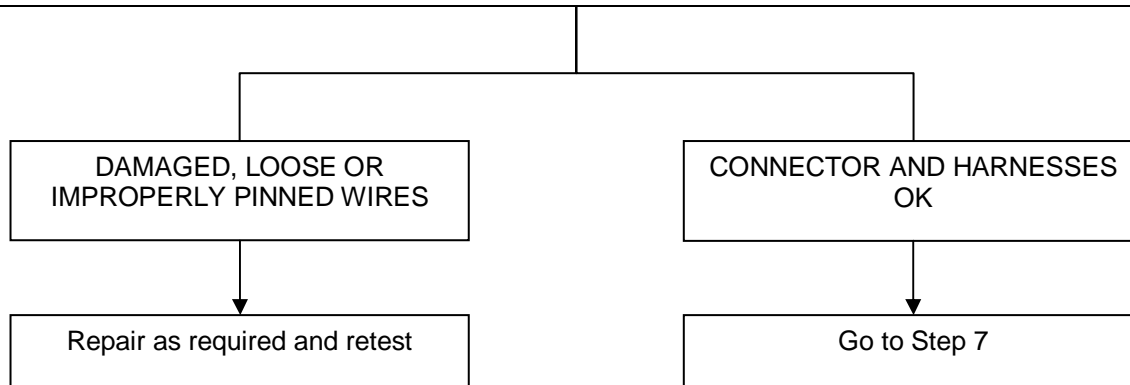 DAMAGED, LOOSE OR
IMPROPERLY PINNED WIRES
CONNECTOR AND HARNESSES
OK
Repair as required and retest
Go to Step 7